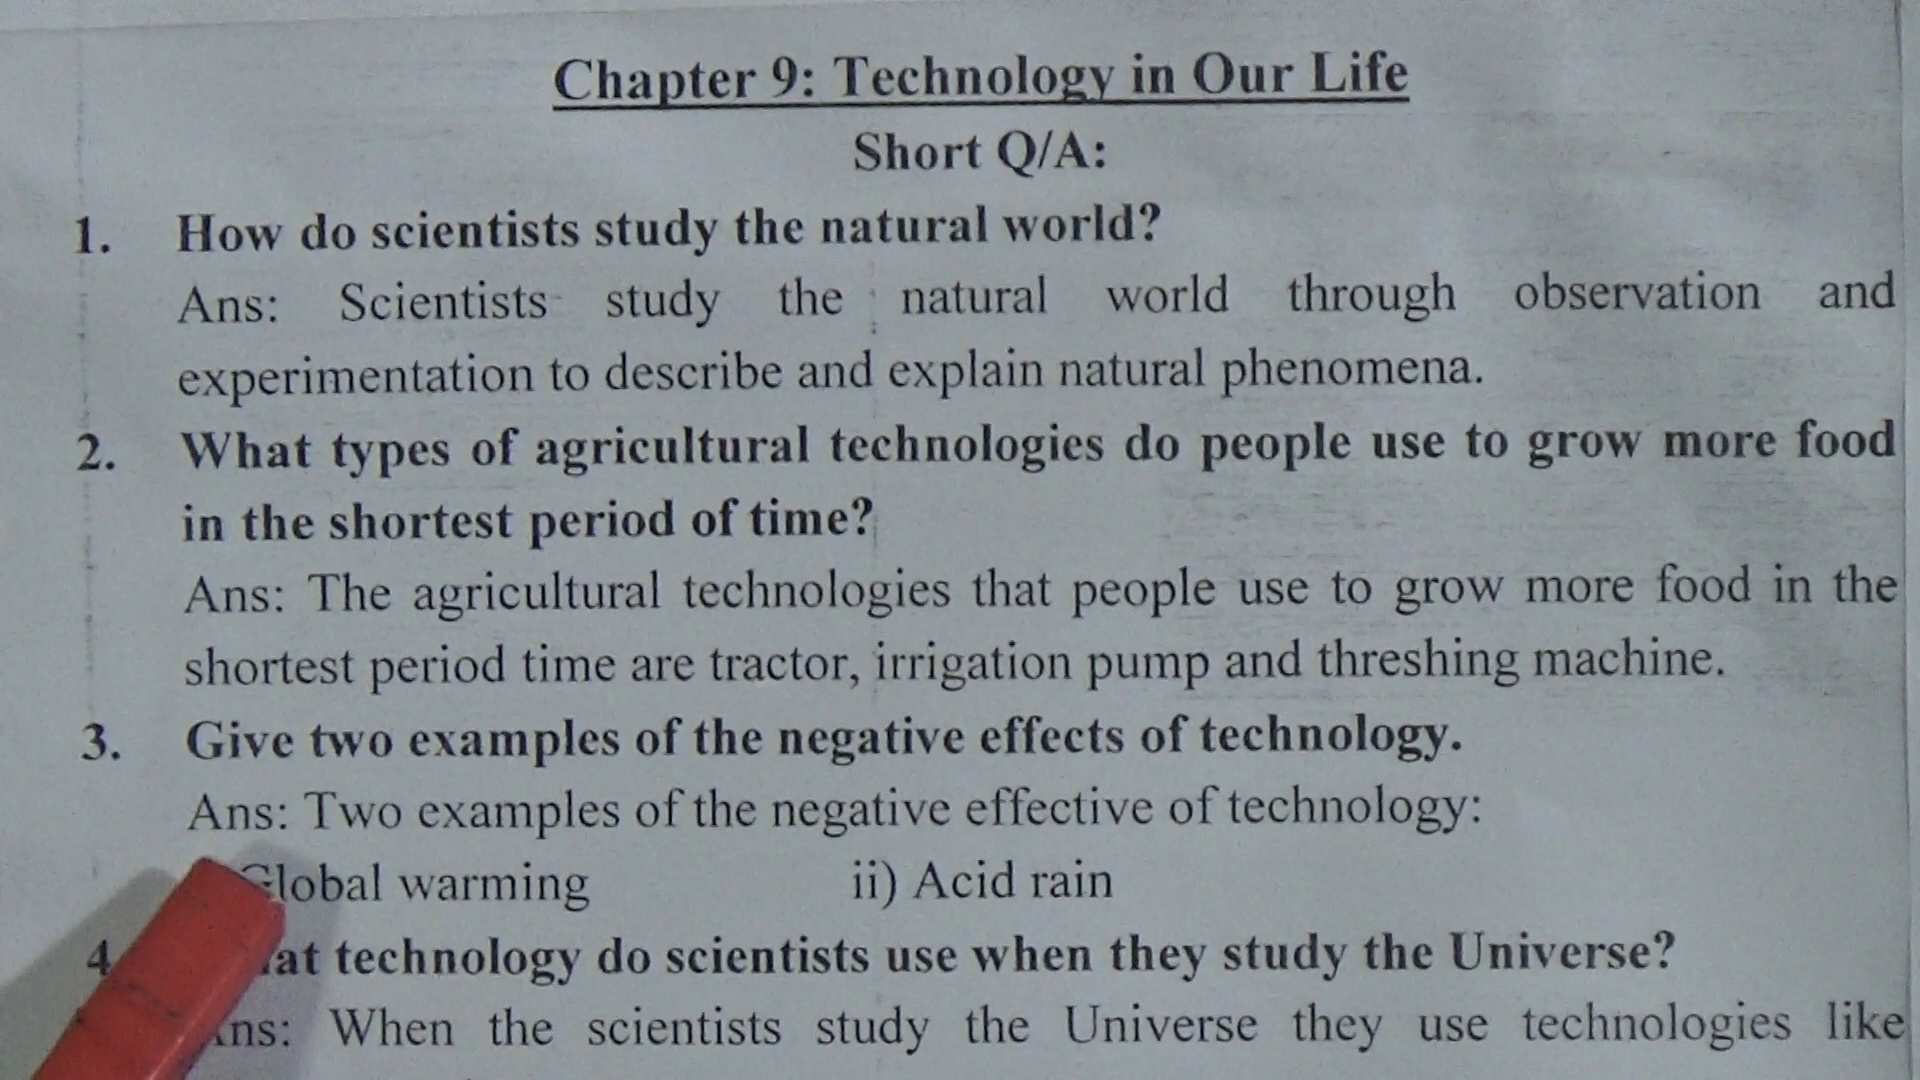 Chapter 9: Technology in Our Life
Short Q/A:
1. How do scientists study the natural world?
Ans: Scientists study the natural world through observation and
experimentation to describe and explain natural phenomena.
2. What types of agricultural technologies do people use to grow more food
in the shortest period of time?
Ans: The agricultural technologies that people use to grow more food in the
shortest period time are tractor, irrigation pump and threshing machine.
3. Give two examples of the negative effects of technology.
Ans: Two examples of the negative effective of technology:
Global warming ii) Acid rain
4 technology do scientists use when they study the Universe?
Ans: When the scientists study the Universe they use technologies like